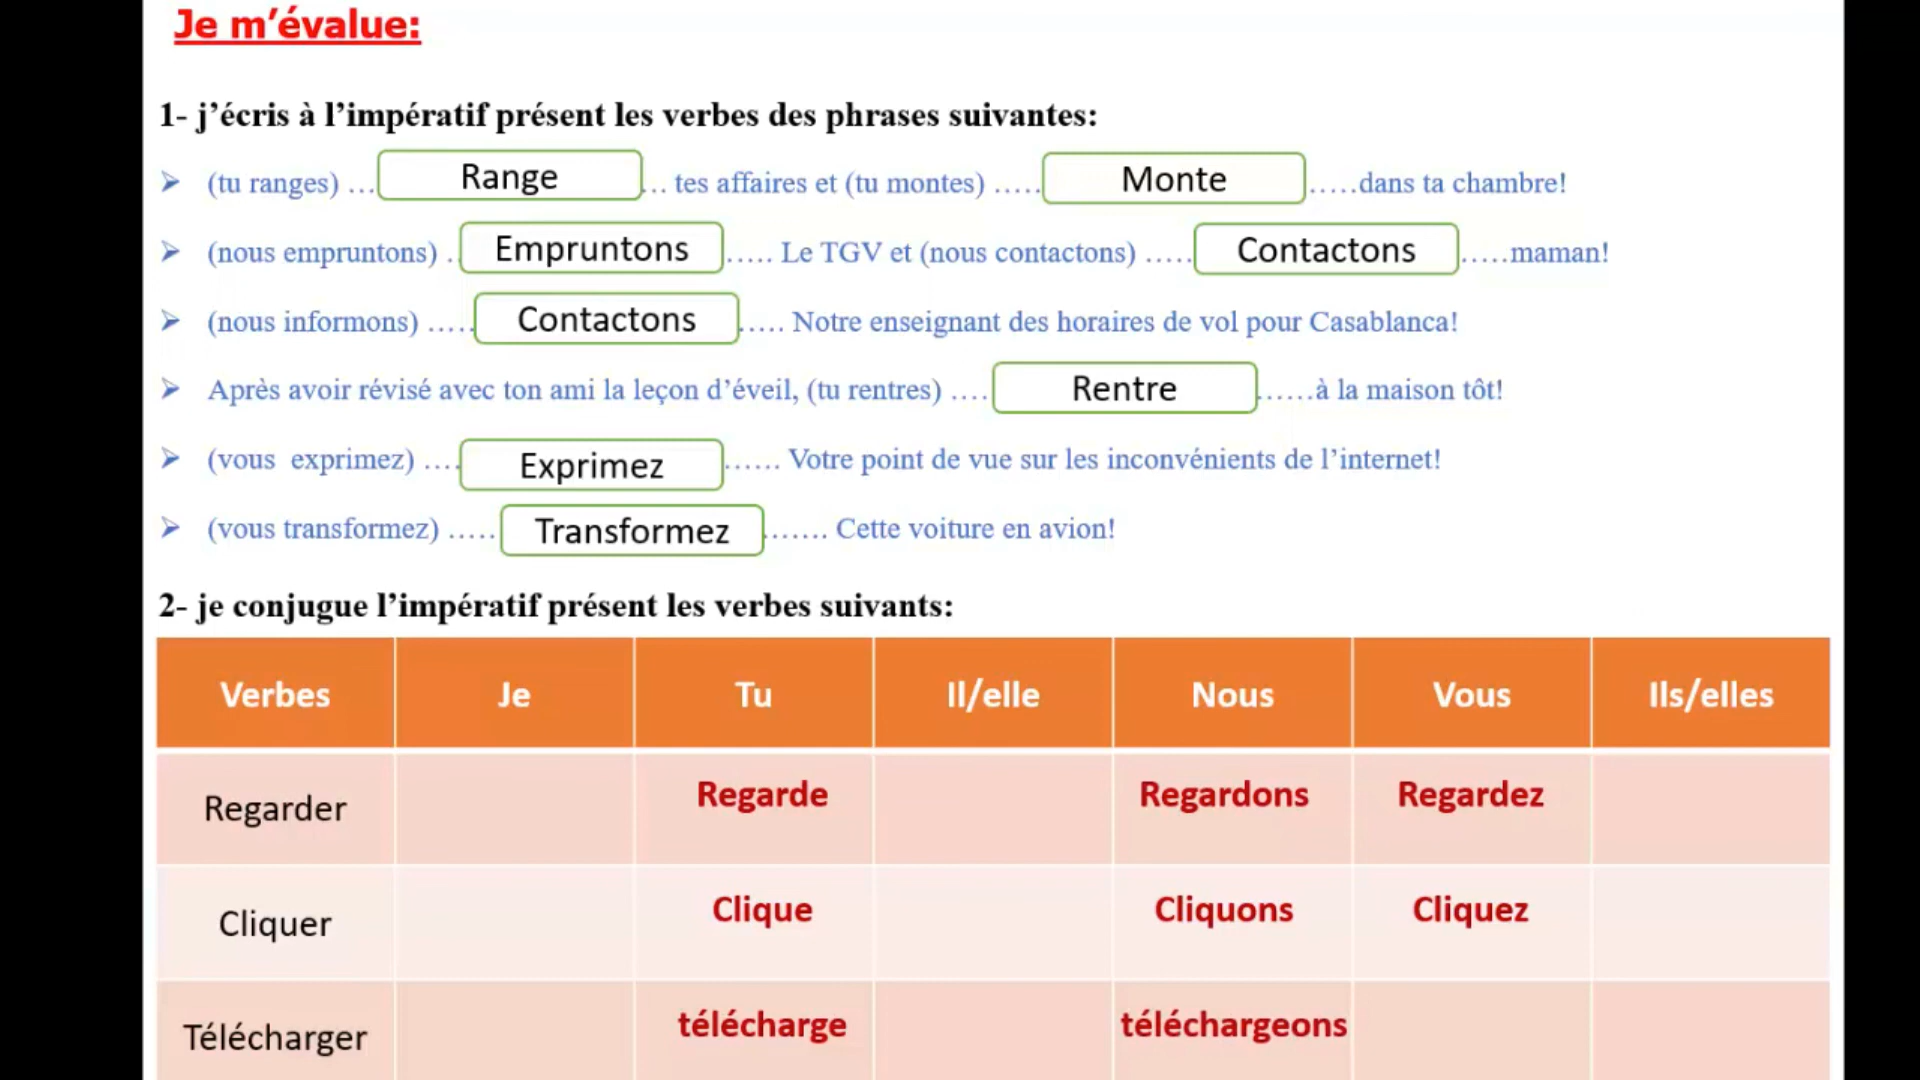 Je m’évalue:
1- j’écris à l’impératif présent les verbes des phrases suivantes:
➢ (tu ranges) ... Range ... tes affaires et (tu montes) ..... Monte .....dans ta chambre!
➢ (nous empruntons) . Empruntons ..... Le TGV et (nous contactons) ..... Contactons .....maman!
➢ (nous informons) ..... Contactons ..... Notre enseignant des horaires de vol pour Casablanca!
➢ Après avoir révisé avec ton ami la leçon d’éveil, (tu rentres) .... Rentre ......à la maison tôt!
➢ (vous exprimez) .... Exprimez ...... Votre point de vue sur les inconvénients de l’internet!
➢ (vous transformez) ..... Transformez ....... Cette voiture en avion!
2- je conjugue l’impératif présent les verbes suivants:
Verbes Je Tu Il/elle Nous Vous Ils/elles
Regarder Regarde Regardons Regardez
Cliquer Clique Cliquons Cliquez
Télécharger télécharge téléchargeons